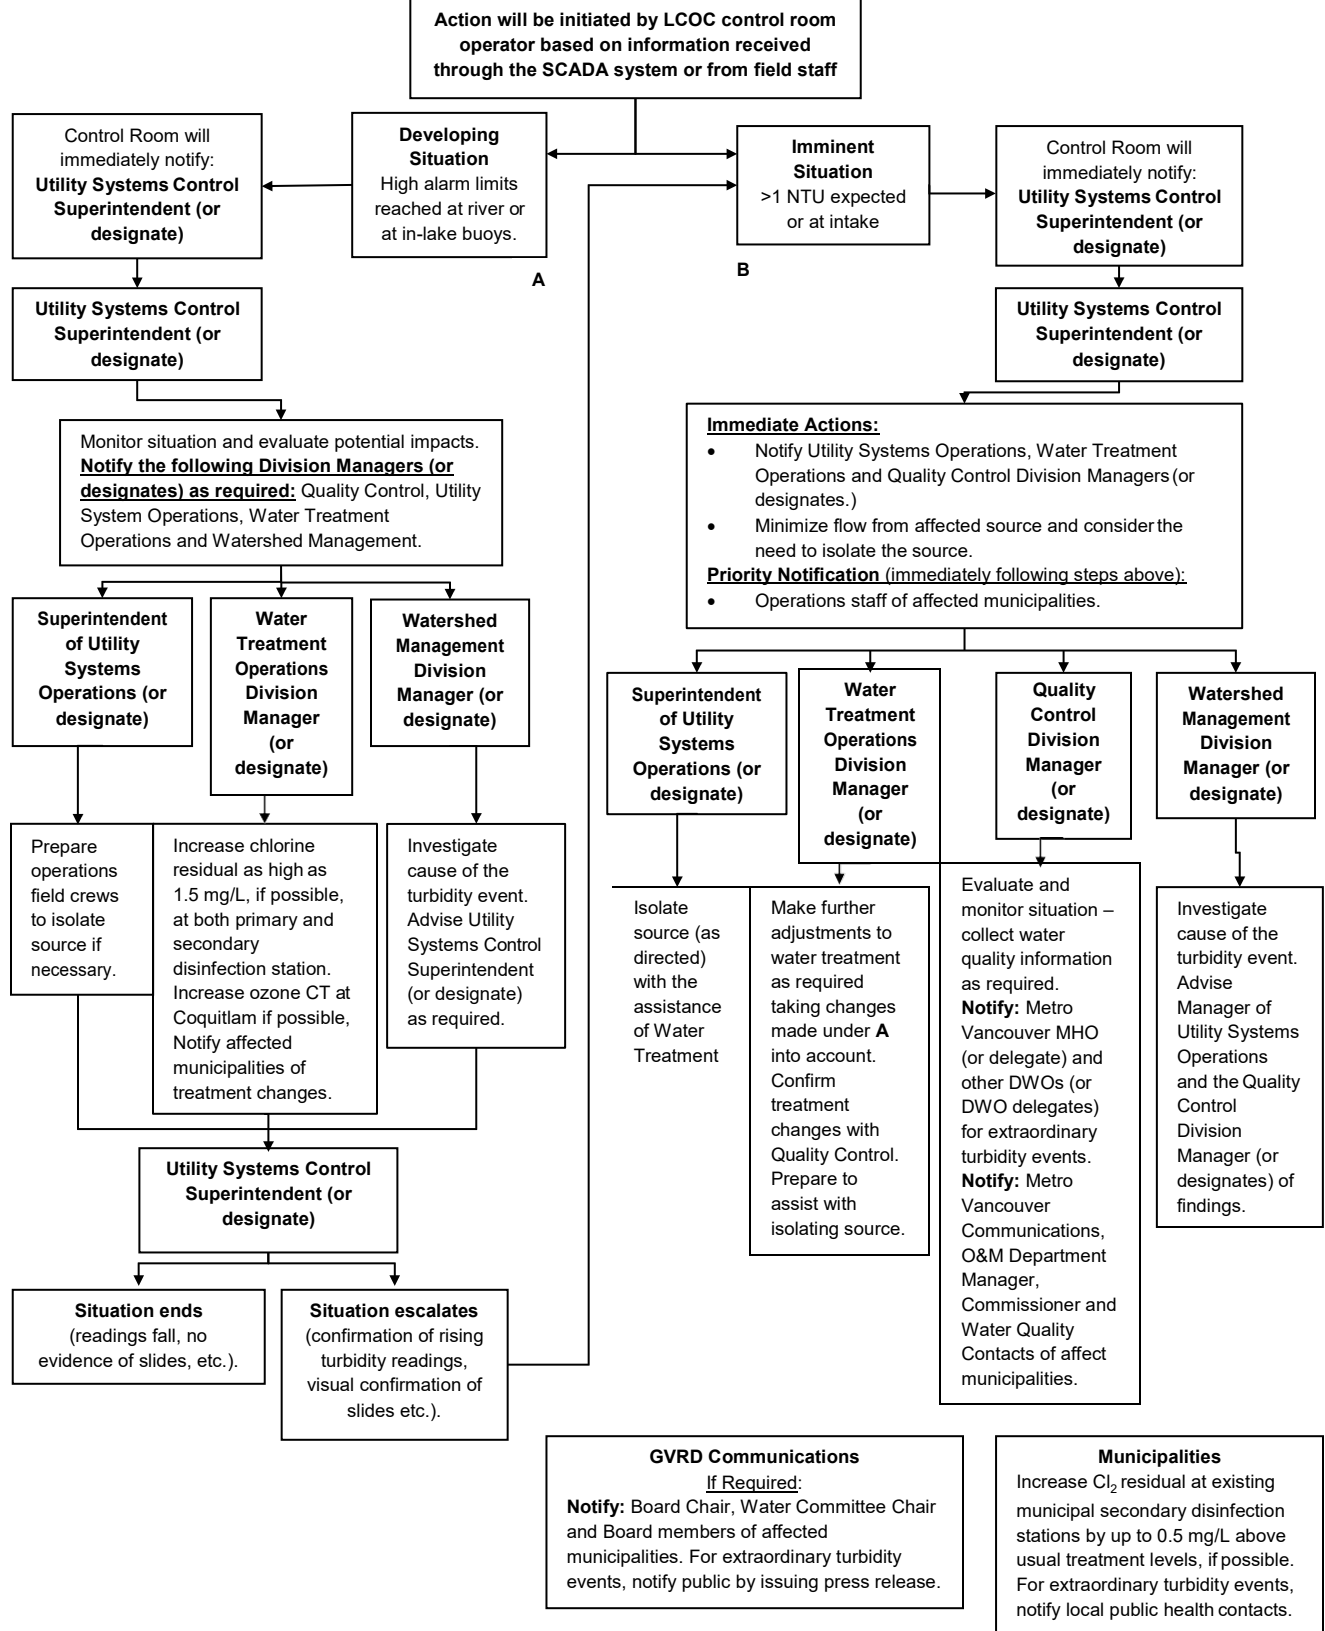 Action will be initiated by LCOC control room
operator based on information received
through the SCADA system or from field staff
Control Room will
immediately notify:
Utility Systems Control
Superintendent (or
designate)
Developing
Situation
High alarm limits
reached at river or
at in-lake buoys.
A
Imminent
Situation
>1 NTU expected
or at intake
B
Control Room will
immediately notify:
Utility Systems Control
Superintendent (or
designate)
Utility Systems Control
Superintendent (or
designate)
Utility Systems Control
Superintendent (or
designate)
Monitor situation and evaluate potential impacts.
Notify the following Division Managers (or
designates) as required: Quality Control, Utility
System Operations, Water Treatment
Operations and Watershed Management.
Immediate Actions:
• Notify Utility Systems Operations, Water Treatment
Operations and Quality Control Division Managers (or
designates.)
• Minimize flow from affected source and consider the
need to isolate the source.
Priority Notification (immediately following steps above):
• Operations staff of affected municipalities.
Superintendent
of Utility
Systems
Operations (or
designate)
Water
Treatment
Operations
Division
Manager
(or
designate)
Watershed
Management
Division
Manager (or
designate)
Superintendent
of Utility
Systems
Operations (or
designate)
Water
Treatment
Operations
Division
Manager
(or
designate)
Quality
Control
Division
Manager
(or
designate)
Watershed
Management
Division
Manager (or
designate)
Prepare
operations
field crews
to isolate
source if
necessary.
Increase chlorine
residual as high as
1.5 mg/L, if possible,
at both primary and
secondary
disinfection station.
Increase ozone CT at
Coquitlam if possible,
Notify affected
municipalities of
treatment changes.
Investigate
cause of the
turbidity event.
Advise Utility
Systems Control
Superintendent
(or designate)
as required.
Isolate
source (as
directed)
with the
assistance
of Water
Treatment
Make further
adjustments to
water treatment
as required
taking changes
made under A
into account.
Confirm
treatment
changes with
Quality Control.
Prepare to
assist with
isolating source.
Evaluate and
monitor situation –
collect water
quality information
as required.
Notify: Metro
Vancouver MHO
(or delegate) and
other DWOs (or
DWO delegates)
for extraordinary
turbidity events.
Notify: Metro
Vancouver
Communications,
O&M Department
Manager,
Commissioner and
Water Quality
Contacts of affect
municipalities.
Investigate
cause of the
turbidity event.
Advise
Manager of
Utility Systems
Operations
and the Quality
Control
Division
Manager (or
designates) of
findings.
Utility Systems Control
Superintendent (or
designate)
Situation ends
(readings fall, no
evidence of slides, etc.).
Situation escalates
(confirmation of rising
turbidity readings,
visual confirmation of
slides etc.).
GVRD Communications
If Required:
Notify: Board Chair, Water Committee Chair
and Board members of affected
municipalities. For extraordinary turbidity
events, notify public by issuing press release.
Municipalities
Increase Cl₂ residual at existing
municipal secondary disinfection
stations by up to 0.5 mg/L above
usual treatment levels, if possible.
For extraordinary turbidity events,
notify local public health contacts.